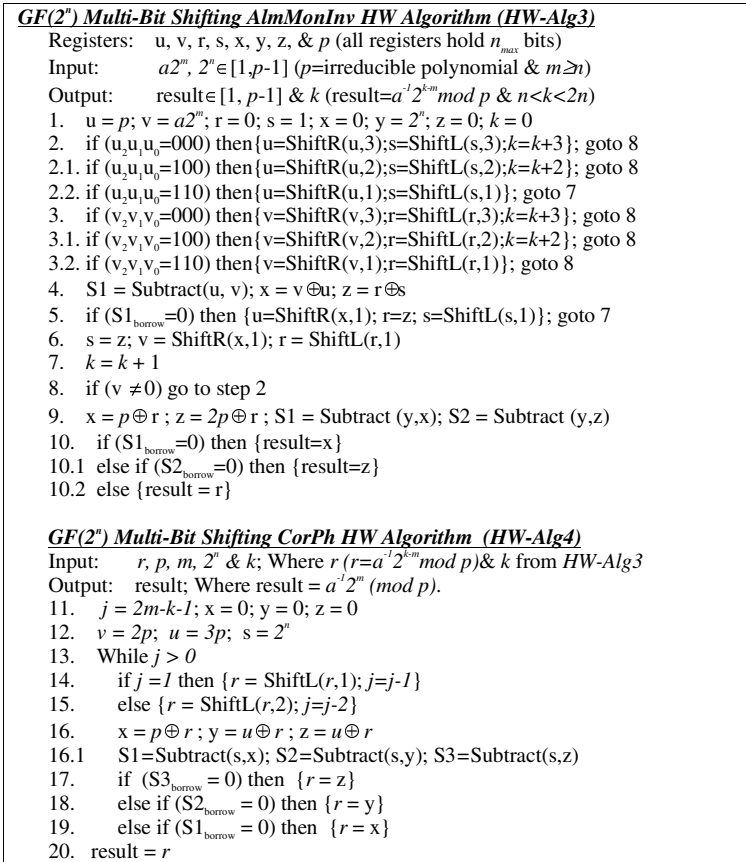 GF(2ⁿ) Multi-Bit Shifting AlmMonInv HW Algorithm (HW-Alg3)
Registers: u, v, r, s, x, y, z, & p (all registers hold n_max bits)
Input: a2ᵐ, 2ⁿ∈[1,p-1] (p=irreducible polynomial & m≥n)
Output: result∈[1, p-1] & k (result=a⁻¹2ᵏ⁻ᵐmod p & n<k<2n)
1. u = p; v = a2ᵐ; r = 0; s = 1; x = 0; y = 2ⁿ; z = 0; k = 0
2. if (u₂u₁u₀=000) then{u=ShiftR(u,3);s=ShiftL(s,3);k=k+3}; goto 8
2.1. if (u₂u₁u₀=100) then{u=ShiftR(u,2);s=ShiftL(s,2);k=k+2}; goto 8
2.2. if (u₂u₁u₀=110) then{u=ShiftR(u,1);s=ShiftL(s,1)}; goto 7
3. if (v₂v₁v₀=000) then{v=ShiftR(v,3);r=ShiftL(r,3);k=k+3}; goto 8
3.1. if (v₂v₁v₀=100) then{v=ShiftR(v,2);r=ShiftL(r,2);k=k+2}; goto 8
3.2. if (v₂v₁v₀=110) then{v=ShiftR(v,1);r=ShiftL(r,1)}; goto 8
4. S1 = Subtract(u, v); x = v⊕u; z = r⊕s
5. if (S1_borrow=0) then {u=ShiftR(x,1); r=z; s=ShiftL(s,1)}; goto 7
6. s = z; v = ShiftR(x,1); r = ShiftL(r,1)
7. k = k + 1
8. if (v ≠0) go to step 2
9. x = p⊕r ; z = 2p⊕r ; S1 = Subtract (y,x); S2 = Subtract (y,z)
10. if (S1_borrow=0) then {result=x}
10.1 else if (S2_borrow=0) then {result=z}
10.2 else {result = r}
GF(2ⁿ) Multi-Bit Shifting CorPh HW Algorithm (HW-Alg4)
Input: r, p, m, 2ⁿ & k; Where r (r=a⁻¹2ᵏ⁻ᵐmod p)& k from HW-Alg3
Output: result; Where result = a⁻¹2ᵐ (mod p).
11. j = 2m-k-1; x = 0; y = 0; z = 0
12. v = 2p; u = 3p; s = 2ⁿ
13. While j > 0
14. if j =1 then {r = ShiftL(r,1); j=j-1}
15. else {r = ShiftL(r,2); j=j-2}
16. x = p⊕r ; y = u⊕r ; z = u⊕r
16.1 S1=Subtract(s,x); S2=Subtract(s,y); S3=Subtract(s,z)
17. if (S3_borrow = 0) then {r = z}
18. else if (S2_borrow = 0) then {r = y}
19. else if (S1_borrow = 0) then {r = x}
20. result = r